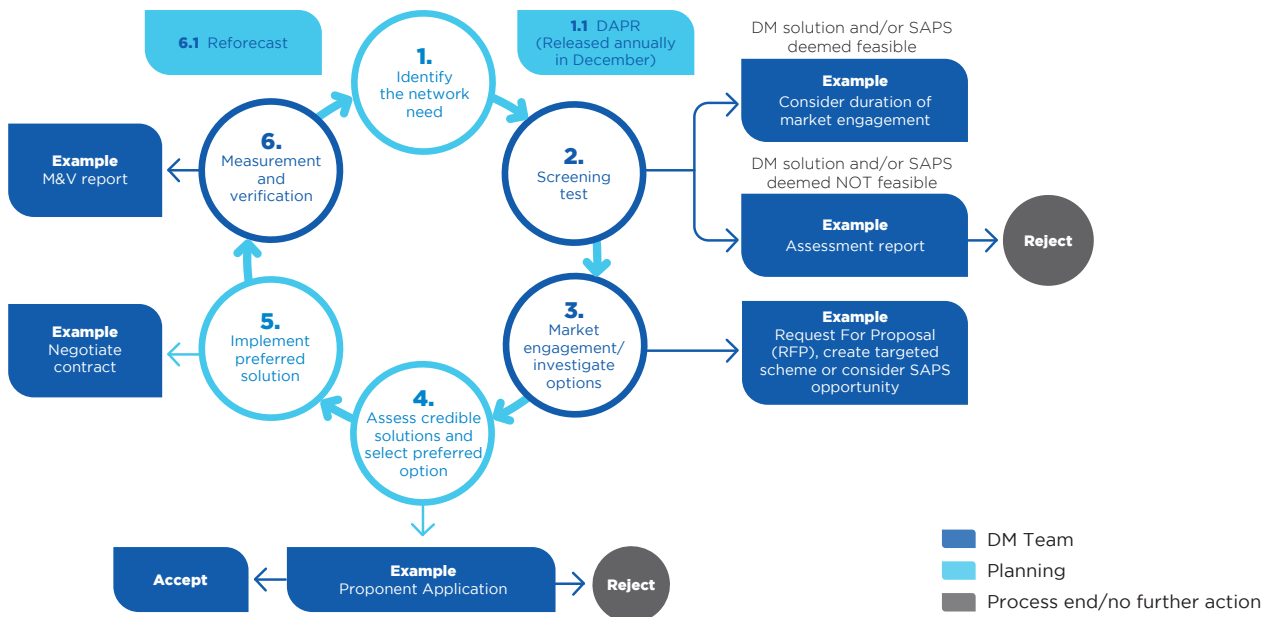 6.1 Reforecast
1.1 DAPR
(Released annually
in December)
1.
Identify
the network
need
2.
Screening
test
DM solution and/or SAPS
deemed feasible
Example
Consider duration of
market engagement
DM solution and/or SAPS
deemed NOT feasible
Example
Assessment report
Reject
3.
Market
engagement/
investigate
options
Example
Request For Proposal
(RFP), create targeted
scheme or consider SAPS
opportunity
4.
Assess credible
solutions and
select preferred
option
Accept
Example
Proponent Application
Reject
5.
Implement
preferred
solution
Example
Negotiate
contract
6.
Measurement
and
verification
Example
M&V report
DM Team
Planning
Process end/no further action